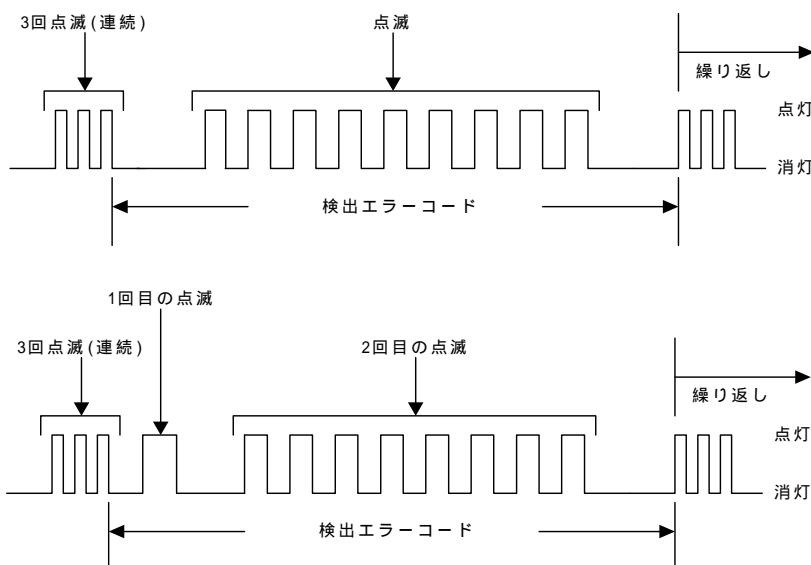 3回点滅(連続)
点滅
繰り返し
点灯
消灯
検出エラーコード
1回目の点滅
3回点滅(連続)
2回目の点滅
繰り返し
点灯
消灯
検出エラーコード